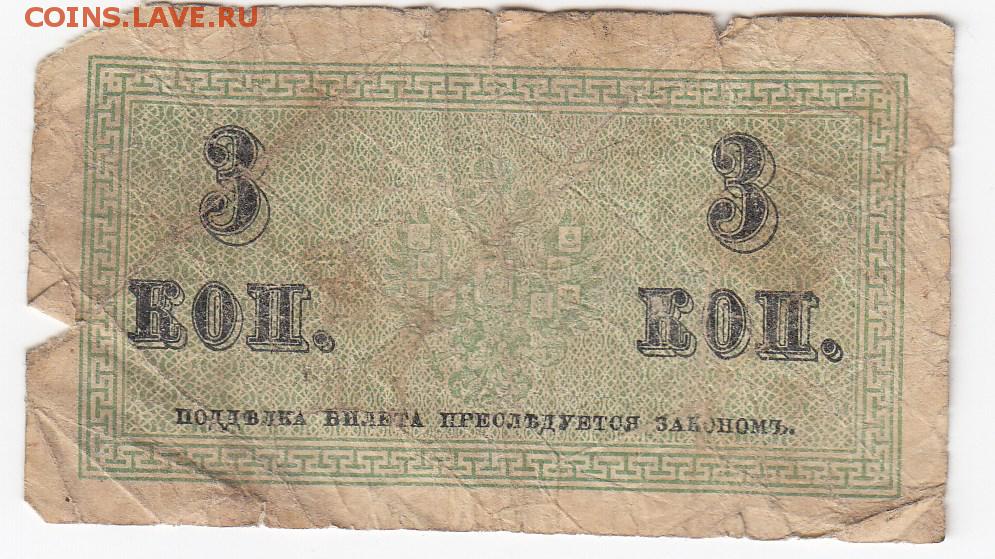 COINS.LAVE.RU
3 3
КОП. КОП.
ПОДДѢЛКА БИЛЕТА ПРЕСЛѢДУЕТСЯ ЗАКОНОМЪ.